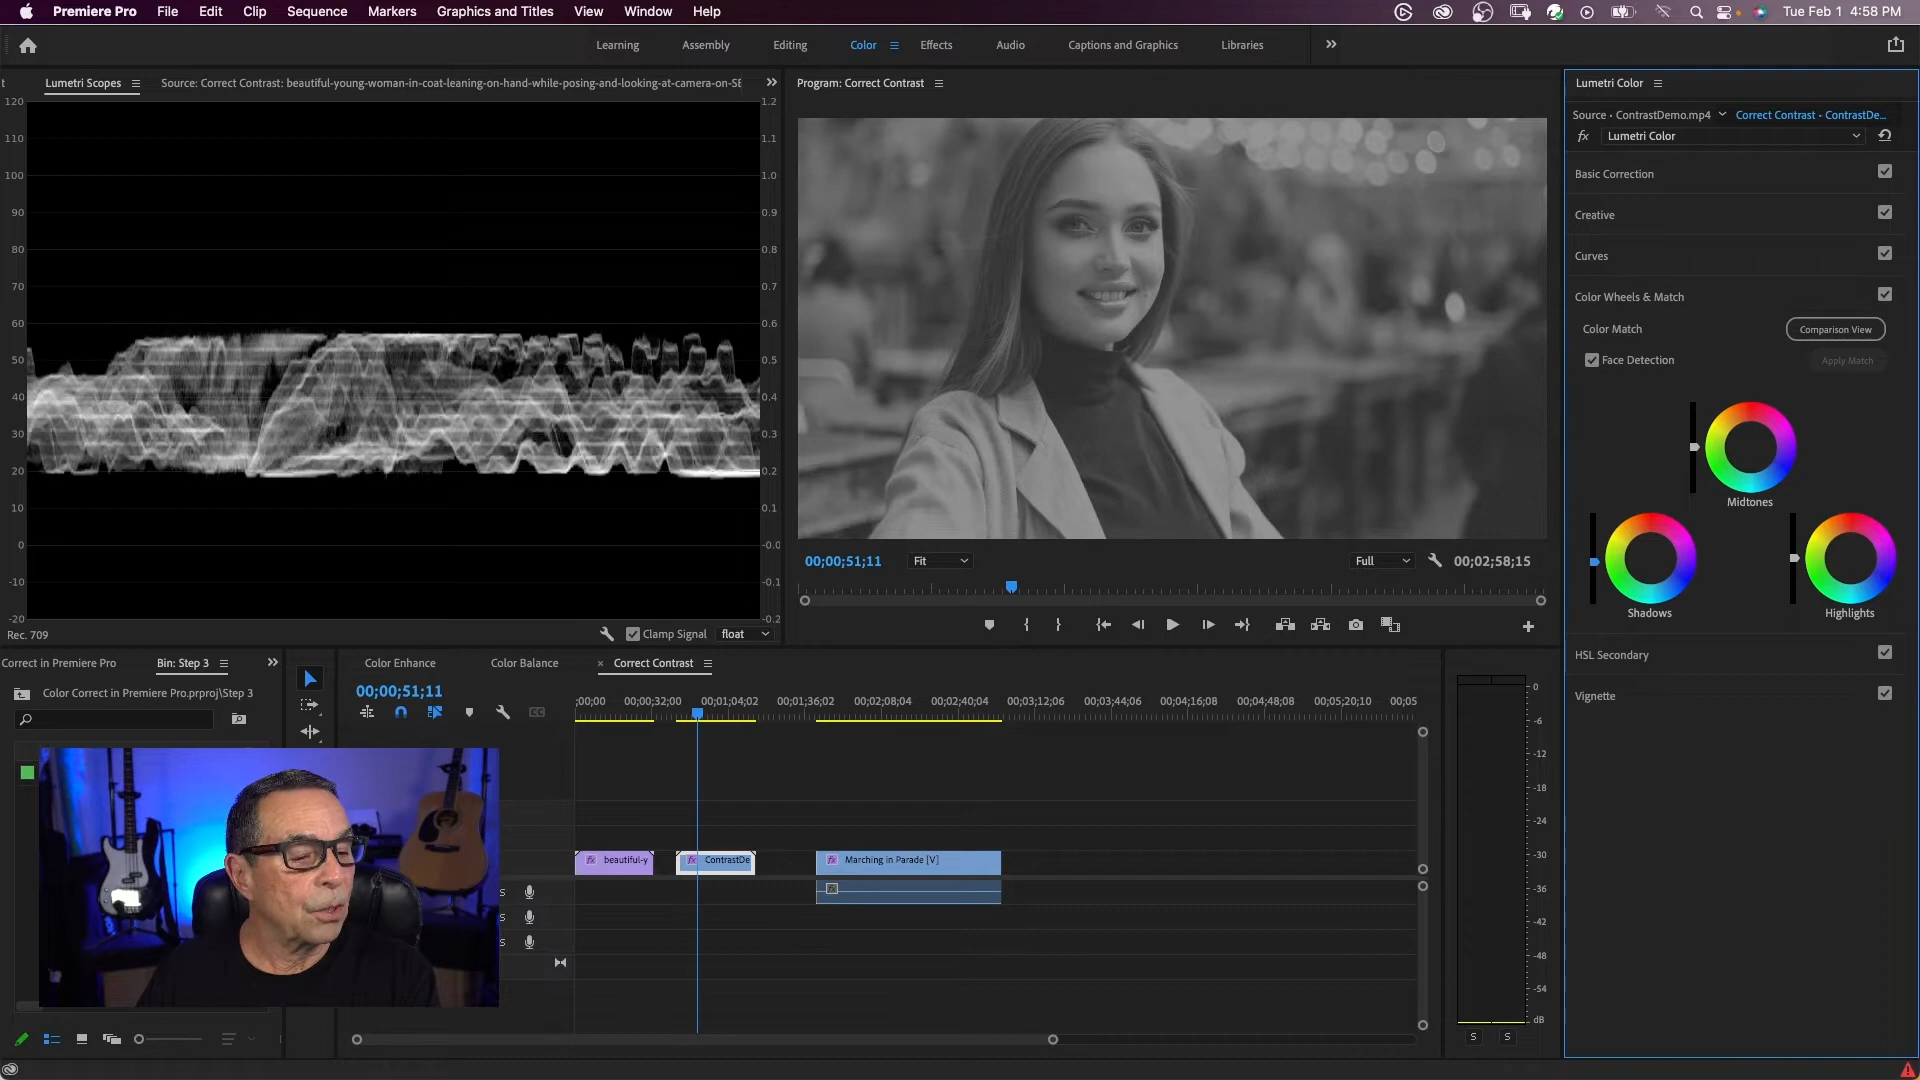 Premiere Pro File Edit Clip Sequence Markers Graphics and Titles View Window Help Tue Feb 1 4:58 PM
Learning Assembly Editing Color Effects Audio Captions and Graphics Libraries
t Lumetri Scopes Source: Correct Contrast: beautiful-young-woman-in-coat-leaning-on-hand-while-posing-and-looking-at-camera-on-SE
Program: Correct Contrast
Lumetri Color
120 1.2
110 1.1
100 1.0
90 0.9
80 0.8
70 0.7
60 0.6
50 0.5
40 0.4
30 0.3
20 0.2
10 0.1
0 -0.0
-10 -0.1
-20 -0.2
Rec. 709 Clamp Signal float
00;00;51;11 Fit Full 00;02;58;15
Source • ContrastDemo.mp4 Correct Contrast • ContrastDe...
fx Lumetri Color
Basic Correction
Creative
Curves
Color Wheels & Match
Color Match Comparison View
Face Detection Apply Match
Midtones
Shadows Highlights
HSL Secondary
Vignette
Correct in Premiere Pro Bin: Step 3
Color Correct in Premiere Pro.prproj\Step 3
Color Enhance Color Balance × Correct Contrast
00;00;51;11
;00;00 00;00;32;00 00;01;04;02 00;01;36;02 00;02;08;04 00;02;40;04 00;03;12;06 00;03;44;06 00;04;16;08 00;04;48;08 00;05;20;10 00;05
fx beautiful-y fx ContrastDe fx Marching in Parade [V]
fx
S
S
S
0
-6
-12
-18
-24
-30
-36
-42
-48
-54
dB
S S